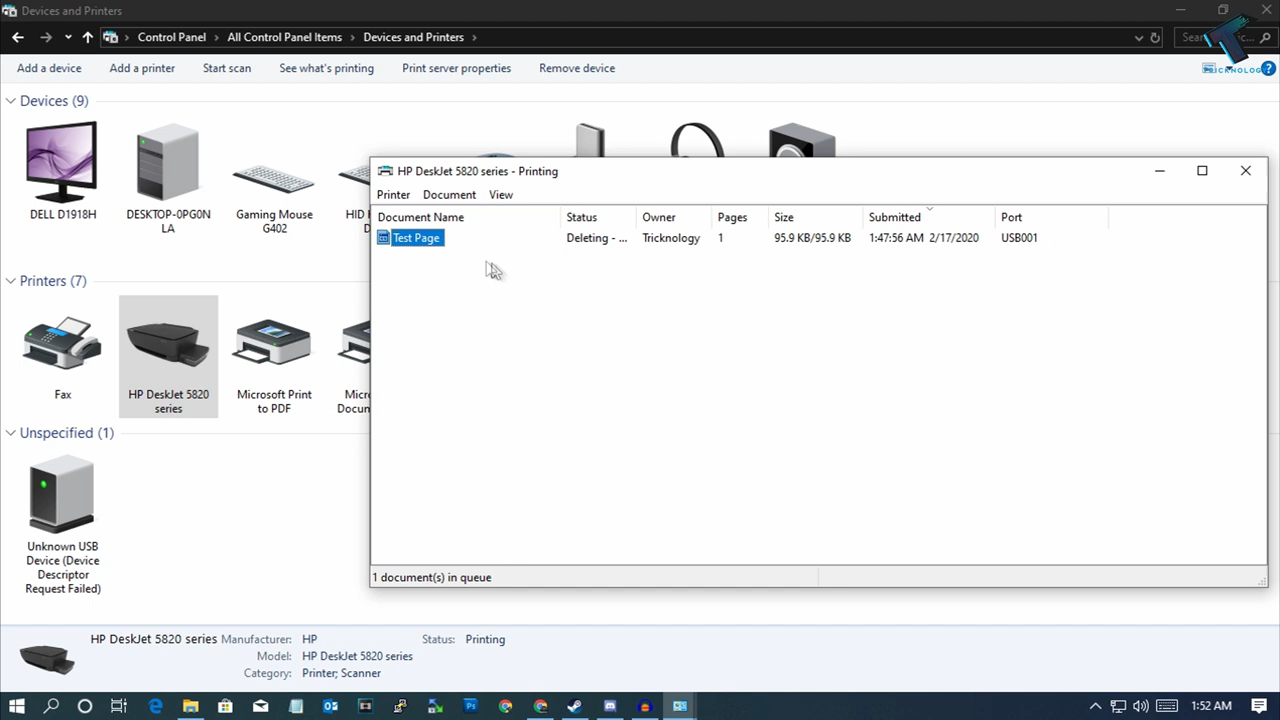 Devices and Printers
Control Panel > All Control Panel Items > Devices and Printers >
Add a device
Add a printer
Start scan
See what's printing
Print server properties
Remove device
TRICKNOLOGY
Devices (9)
DELL D1918H
DESKTOP-0PG0N
LA
Gaming Mouse
G402
HID
HP DeskJet 5820 series - Printing
Printer Document View
Document Name Status Owner Pages Size Submitted Port
Test Page Deleting - ... Tricknology 1 95.9 KB/95.9 KB 1:47:56 AM 2/17/2020 USB001
1 document(s) in queue
Printers (7)
Fax
HP DeskJet 5820
series
Microsoft Print
to PDF
Unspecified (1)
Unknown USB
Device (Device
Descriptor
Request Failed)
HP DeskJet 5820 series Manufacturer: HP Status: Printing
Model: HP DeskJet 5820 series
Category: Printer; Scanner
1:52 AM